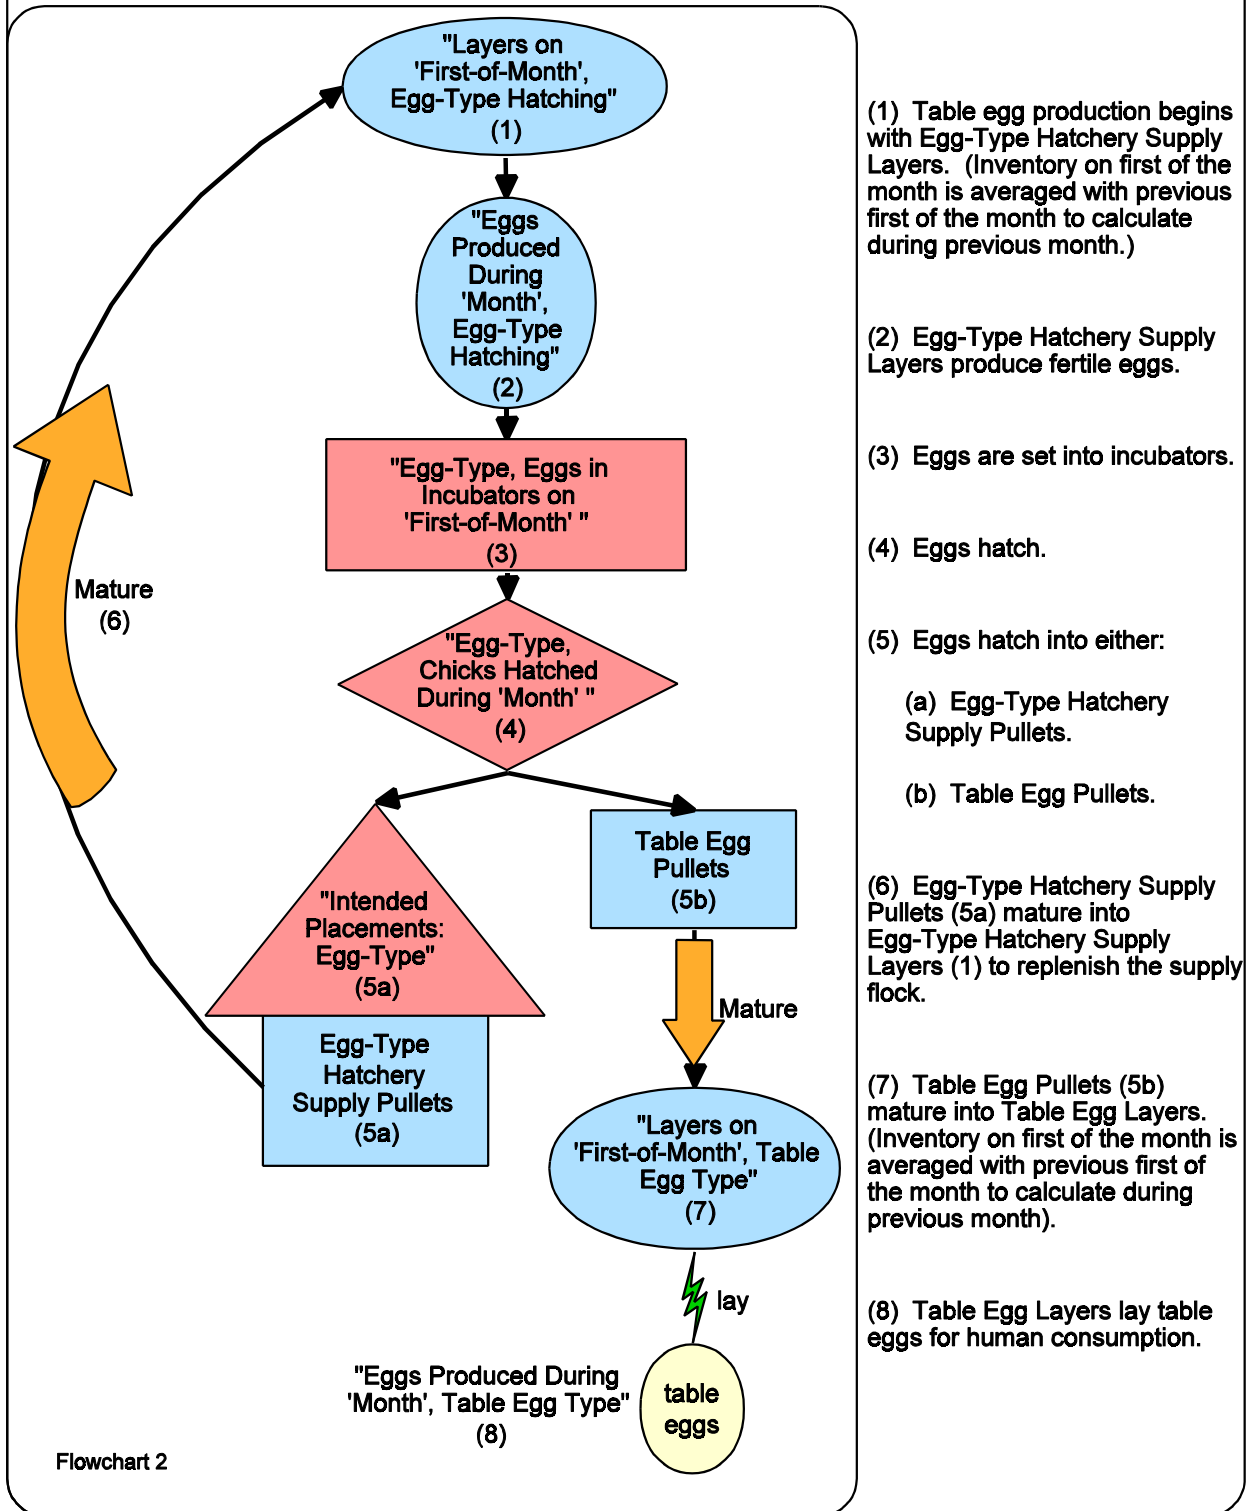 "Layers on
'First-of-Month',
Egg-Type Hatching"
(1)
"Eggs
Produced
During
'Month',
Egg-Type
Hatching"
(2)
"Egg-Type, Eggs in
Incubators on
'First-of-Month' "
(3)
Mature
(6)
"Egg-Type,
Chicks Hatched
During 'Month' "
(4)
"Intended
Placements:
Egg-Type"
(5a)
Egg-Type
Hatchery
Supply Pullets
(5a)
Table Egg
Pullets
(5b)
Mature
"Layers on
'First-of-Month', Table
Egg Type"
(7)
lay
"Eggs Produced During
'Month', Table Egg Type"
(8)
table
eggs
Flowchart 2
(1) Table egg production begins
with Egg-Type Hatchery Supply
Layers. (Inventory on first of the
month is averaged with previous
first of the month to calculate
during previous month.)
(2) Egg-Type Hatchery Supply
Layers produce fertile eggs.
(3) Eggs are set into incubators.
(4) Eggs hatch.
(5) Eggs hatch into either:
(a) Egg-Type Hatchery
Supply Pullets.
(b) Table Egg Pullets.
(6) Egg-Type Hatchery Supply
Pullets (5a) mature into
Egg-Type Hatchery Supply
Layers (1) to replenish the supply
flock.
(7) Table Egg Pullets (5b)
mature into Table Egg Layers.
(Inventory on first of the month is
averaged with previous first of
the month to calculate during
previous month).
(8) Table Egg Layers lay table
eggs for human consumption.